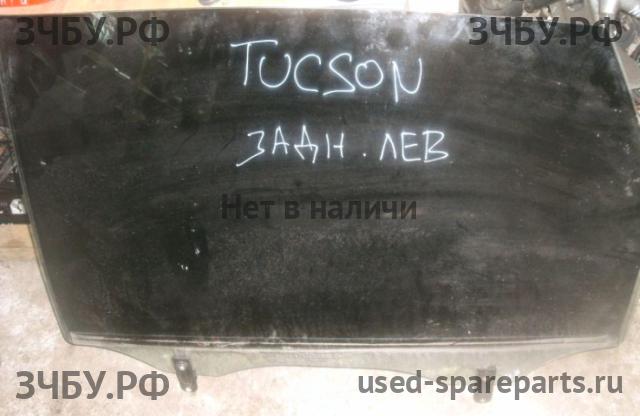 ЗЧБУ.РФ ЗЧБУ.РФ
TUCSON
ЗАДН. ЛЕВ
Нет в наличи
ЗЧБУ.РФ used-spareparts.ru